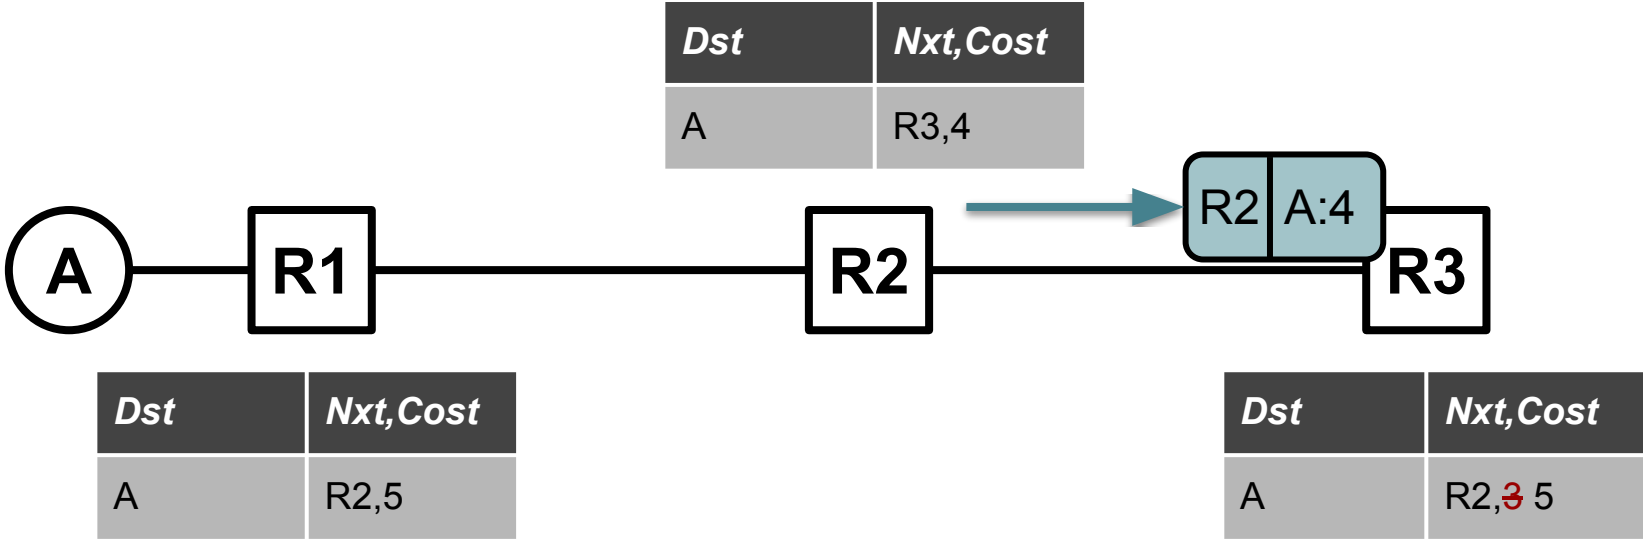 Dst Nxt,Cost
A R3,4
R2 A:4
A R1 R2 R3
Dst Nxt,Cost
A R2,5
Dst Nxt,Cost
A R2,3 5